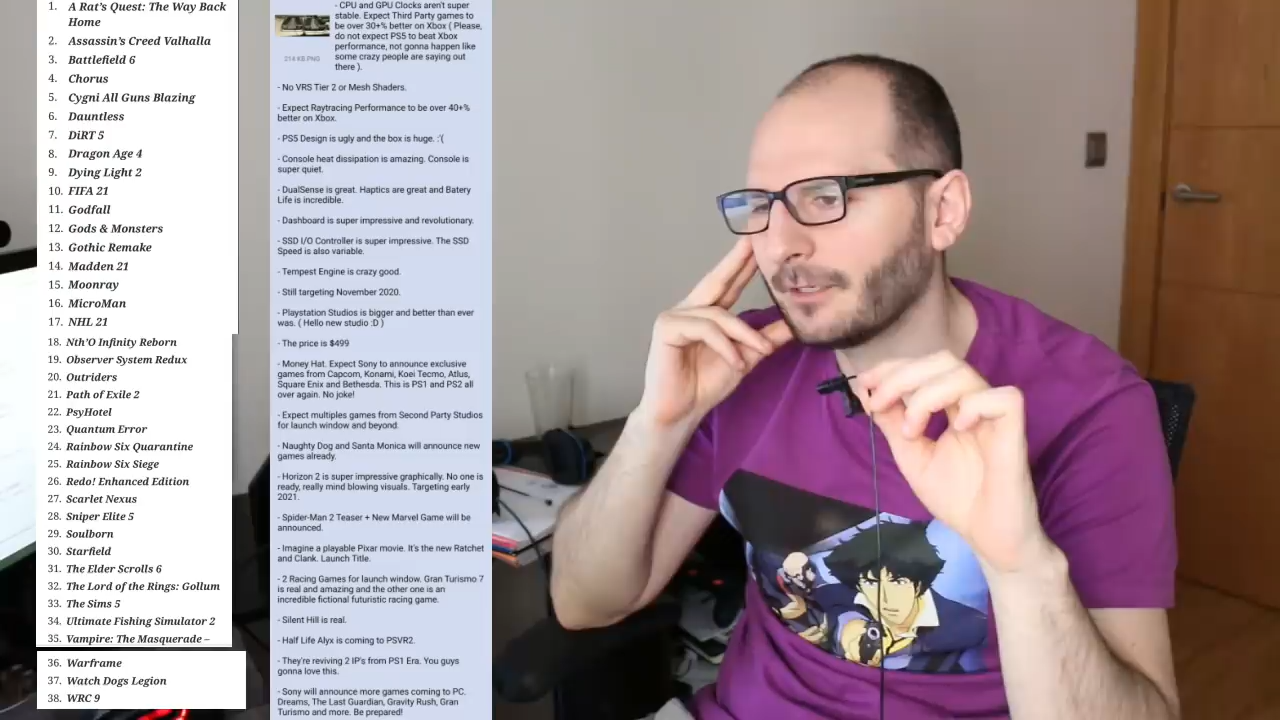 1. A Rat's Quest: The Way Back
Home
2. Assassin's Creed Valhalla
3. Battlefield 6
4. Chorus
5. Cygni All Guns Blazing
6. Dauntless
7. DiRT 5
8. Dragon Age 4
9. Dying Light 2
10. FIFA 21
11. Godfall
12. Gods & Monsters
13. Gothic Remake
14. Madden 21
15. Moonray
16. MicroMan
17. NHL 21
18. Nth'O Infinity Reborn
19. Observer System Redux
20. Outriders
21. Path of Exile 2
22. PsyHotel
23. Quantum Error
24. Rainbow Six Quarantine
25. Rainbow Six Siege
26. Redo! Enhanced Edition
27. Scarlet Nexus
28. Sniper Elite 5
29. Soulborn
30. Starfield
31. The Elder Scrolls 6
32. The Lord of the Rings: Gollum
33. The Sims 5
34. Ultimate Fishing Simulator 2
35. Vampire: The Masquerade –
36. Warframe
37. Watch Dogs Legion
38. WRC 9
- CPU and GPU Clocks aren't super
stable. Expect Third Party games to
be over 30+% better on Xbox ( Please,
do not expect PS5 to beat Xbox
performance, not gonna happen like
some crazy people are saying out
there ).
214 KB PNG
- No VRS Tier 2 or Mesh Shaders.
- Expect Raytracing Performance to be over 40+%
better on Xbox.
- PS5 Design is ugly and the box is huge. :'(
- Console heat dissipation is amazing. Console is
super quiet.
- DualSense is great. Haptics are great and Batery
Life is incredible.
- Dashboard is super impressive and revolutionary.
- SSD I/O Controller is super impressive. The SSD
Speed is also variable.
- Tempest Engine is crazy good.
- Still targeting November 2020.
- Playstation Studios is bigger and better than ever
was. ( Hello new studio :D )
- The price is $499
- Money Hat. Expect Sony to announce exclusive
games from Capcom, Konami, Koei Tecmo, Atlus,
Square Enix and Bethesda. This is PS1 and PS2 all
over again. No joke!
- Expect multiples games from Second Party Studios
for launch window and beyond.
- Naughty Dog and Santa Monica will announce new
games already.
- Horizon 2 is super impressive graphically. No one is
ready, really mind blowing visuals. Targeting early
2021.
- Spider-Man 2 Teaser + New Marvel Game will be
announced.
- Imagine a playable Pixar movie. It's the new Ratchet
and Clank. Launch Title.
- 2 Racing Games for launch window. Gran Turismo 7
is real and amazing and the other one is an
incredible fictional futuristic racing game.
- Silent Hill is real.
- Half Life Alyx is coming to PSVR2.
- They're reviving 2 IP's from PS1 Era. You guys
gonna love this.
- Sony will announce more games coming to PC.
Dreams, The Last Guardian, Gravity Rush, Gran
Turismo and more. Be prepared!